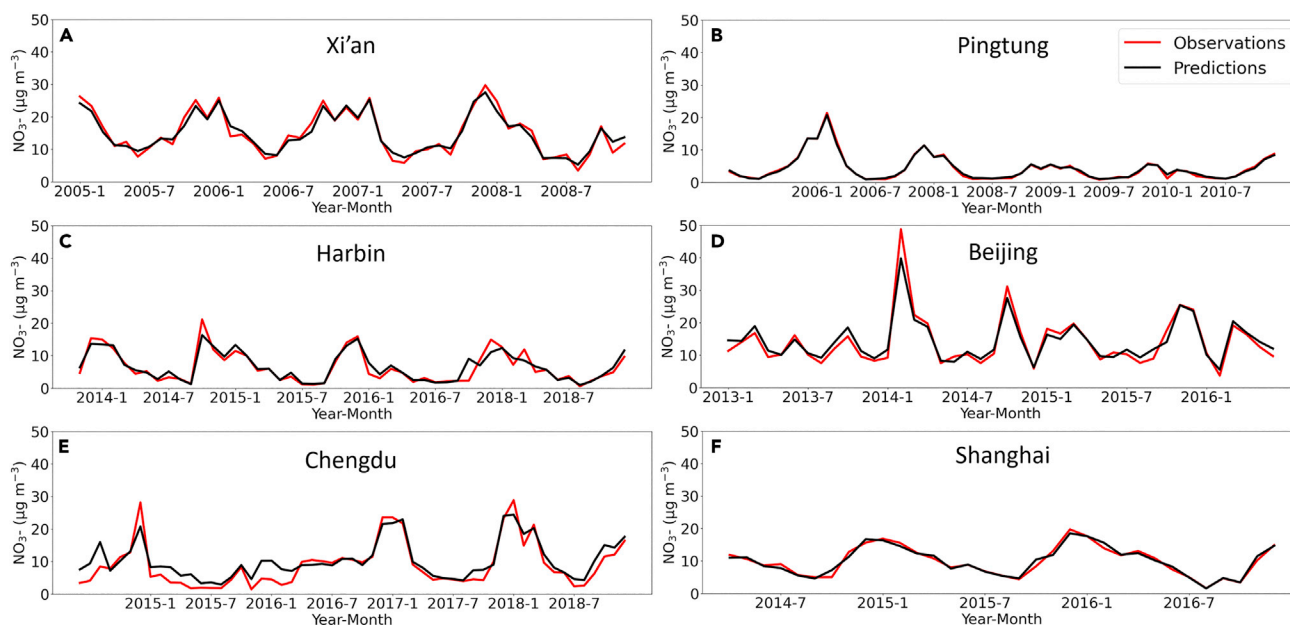 A
Xi'an
NO₃- (μg m⁻³)
50
40
30
20
10
0
2005-1 2005-7 2006-1 2006-7 2007-1 2007-7 2008-1 2008-7
Year-Month
B
Pingtung
Observations
Predictions
NO₃- (μg m⁻³)
50
40
30
20
10
0
2006-1 2006-7 2008-1 2008-7 2009-1 2009-7 2010-1 2010-7
Year-Month
C
Harbin
NO₃- (μg m⁻³)
50
40
30
20
10
0
2014-1 2014-7 2015-1 2015-7 2016-1 2016-7 2018-1 2018-7
Year-Month
D
Beijing
NO₃- (μg m⁻³)
50
40
30
20
10
0
2013-1 2013-7 2014-1 2014-7 2015-1 2015-7 2016-1
Year-Month
E
Chengdu
NO₃- (μg m⁻³)
50
40
30
20
10
0
2015-1 2015-7 2016-1 2016-7 2017-1 2017-7 2018-1 2018-7
Year-Month
F
Shanghai
NO₃- (μg m⁻³)
50
40
30
20
10
0
2014-7 2015-1 2015-7 2016-1 2016-7
Year-Month